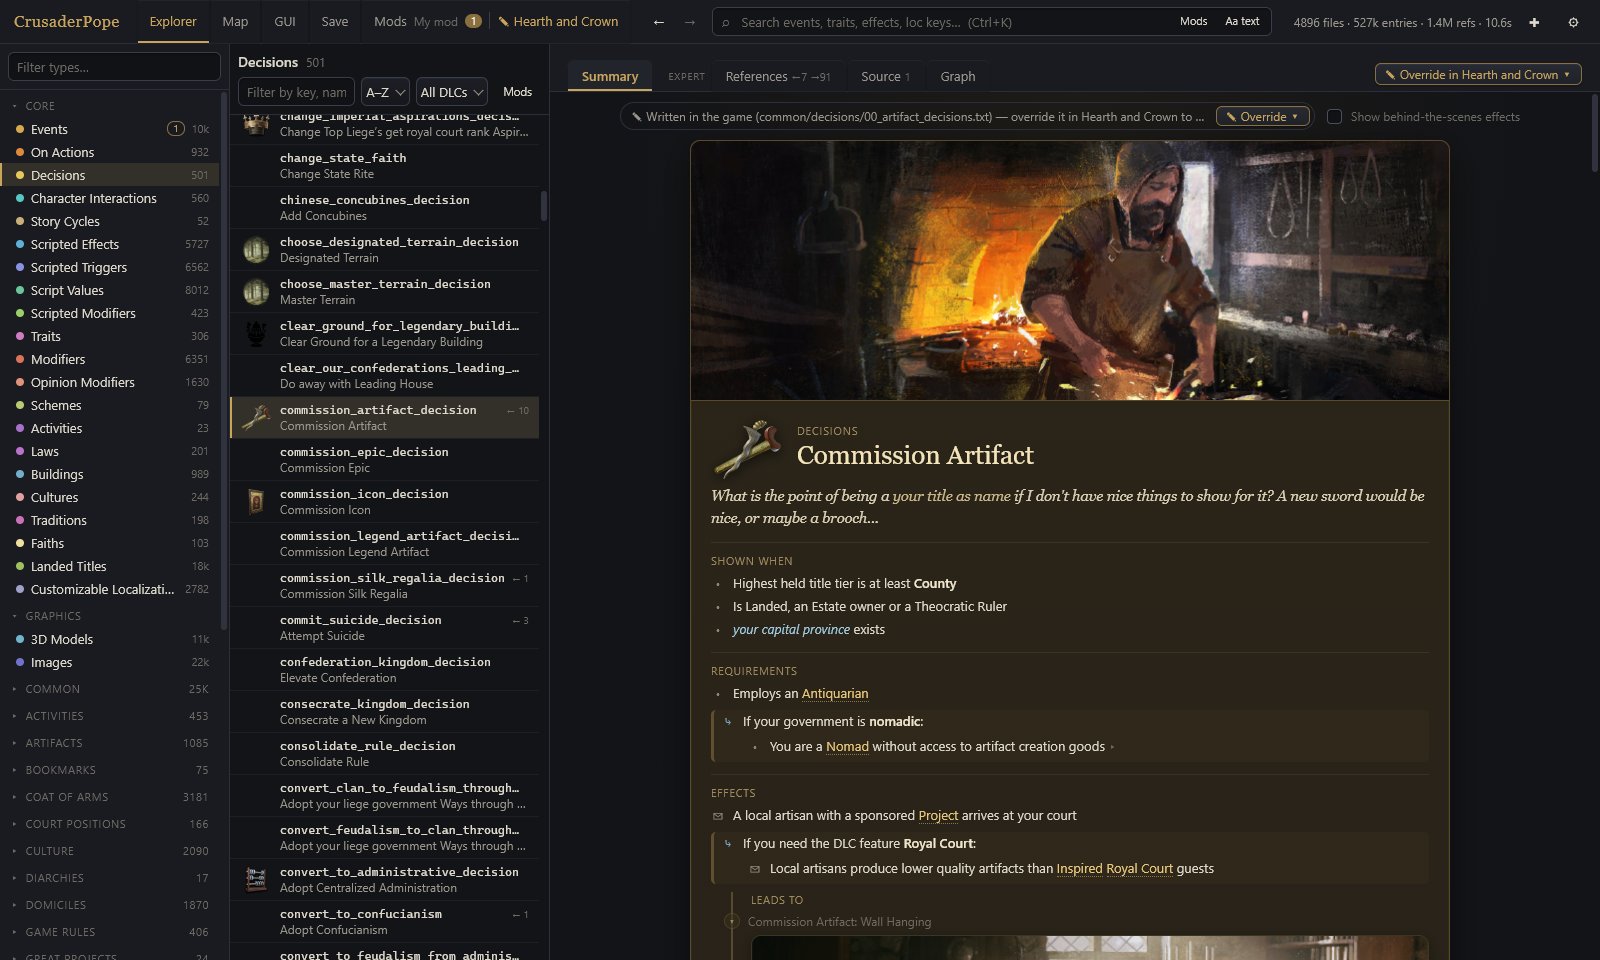 CrusaderPope
Explorer
Map
GUI
Save
Mods My mod 1
Hearth and Crown
Search events, traits, effects, loc keys... (Ctrl+K)
Mods
Aa text
4896 files · 527k entries · 1.4M refs · 10.6s
Filter types...
CORE
Events 1 10k
On Actions 932
Decisions 501
Character Interactions 560
Story Cycles 52
Scripted Effects 5727
Scripted Triggers 6562
Script Values 8012
Scripted Modifiers 423
Traits 306
Modifiers 6351
Opinion Modifiers 1630
Schemes 79
Activities 23
Laws 201
Buildings 989
Cultures 244
Traditions 198
Faiths 103
Landed Titles 18k
Customizable Localizati... 2782
GRAPHICS
3D Models 11k
Images 22k
COMMON 25K
ACTIVITIES 453
ARTIFACTS 1085
BOOKMARKS 75
COAT OF ARMS 3181
COURT POSITIONS 166
CULTURE 2090
DIARCHIES 17
DOMICILES 1870
GAME RULES 406
GREAT PROJECTS 24
Decisions 501
Filter by key, nam
A–Z
All DLCs
Mods
change_imperial_aspirations_decis…
Change Top Liege's get royal court rank Aspir...
change_state_faith
Change State Rite
chinese_concubines_decision
Add Concubines
choose_designated_terrain_decision
Designated Terrain
choose_master_terrain_decision
Master Terrain
clear_ground_for_legendary_buildi…
Clear Ground for a Legendary Building
clear_our_confederations_leading_…
Do away with Leading House
commission_artifact_decision ← 10
Commission Artifact
commission_epic_decision
Commission Epic
commission_icon_decision
Commission Icon
commission_legend_artifact_decisi…
Commission Legend Artifact
commission_silk_regalia_decision ← 1
Commission Silk Regalia
commit_suicide_decision ← 3
Attempt Suicide
confederation_kingdom_decision
Elevate Confederation
consecrate_kingdom_decision
Consecrate a New Kingdom
consolidate_rule_decision
Consolidate Rule
convert_clan_to_feudalism_through…
Adopt your liege government Ways through ...
convert_feudalism_to_clan_through…
Adopt your liege government Ways through ...
convert_to_administrative_decision
Adopt Centralized Administration
convert_to_confucianism ← 1
Adopt Confucianism
convert_to_feudalism_from_adminis…
Summary
EXPERT
References ←7 →91
Source 1
Graph
Override in Hearth and Crown
Written in the game (common/decisions/00_artifact_decisions.txt) — override it in Hearth and Crown to ...
Override
Show behind-the-scenes effects
DECISIONS
Commission Artifact
What is the point of being a your title as name if I don't have nice things to show for it? A new sword would be
nice, or maybe a brooch...
SHOWN WHEN
Highest held title tier is at least County
Is Landed, an Estate owner or a Theocratic Ruler
your capital province exists
REQUIREMENTS
Employs an Antiquarian
If your government is nomadic:
You are a Nomad without access to artifact creation goods
EFFECTS
A local artisan with a sponsored Project arrives at your court
If you need the DLC feature Royal Court:
Local artisans produce lower quality artifacts than Inspired Royal Court guests
LEADS TO
Commission Artifact: Wall Hanging